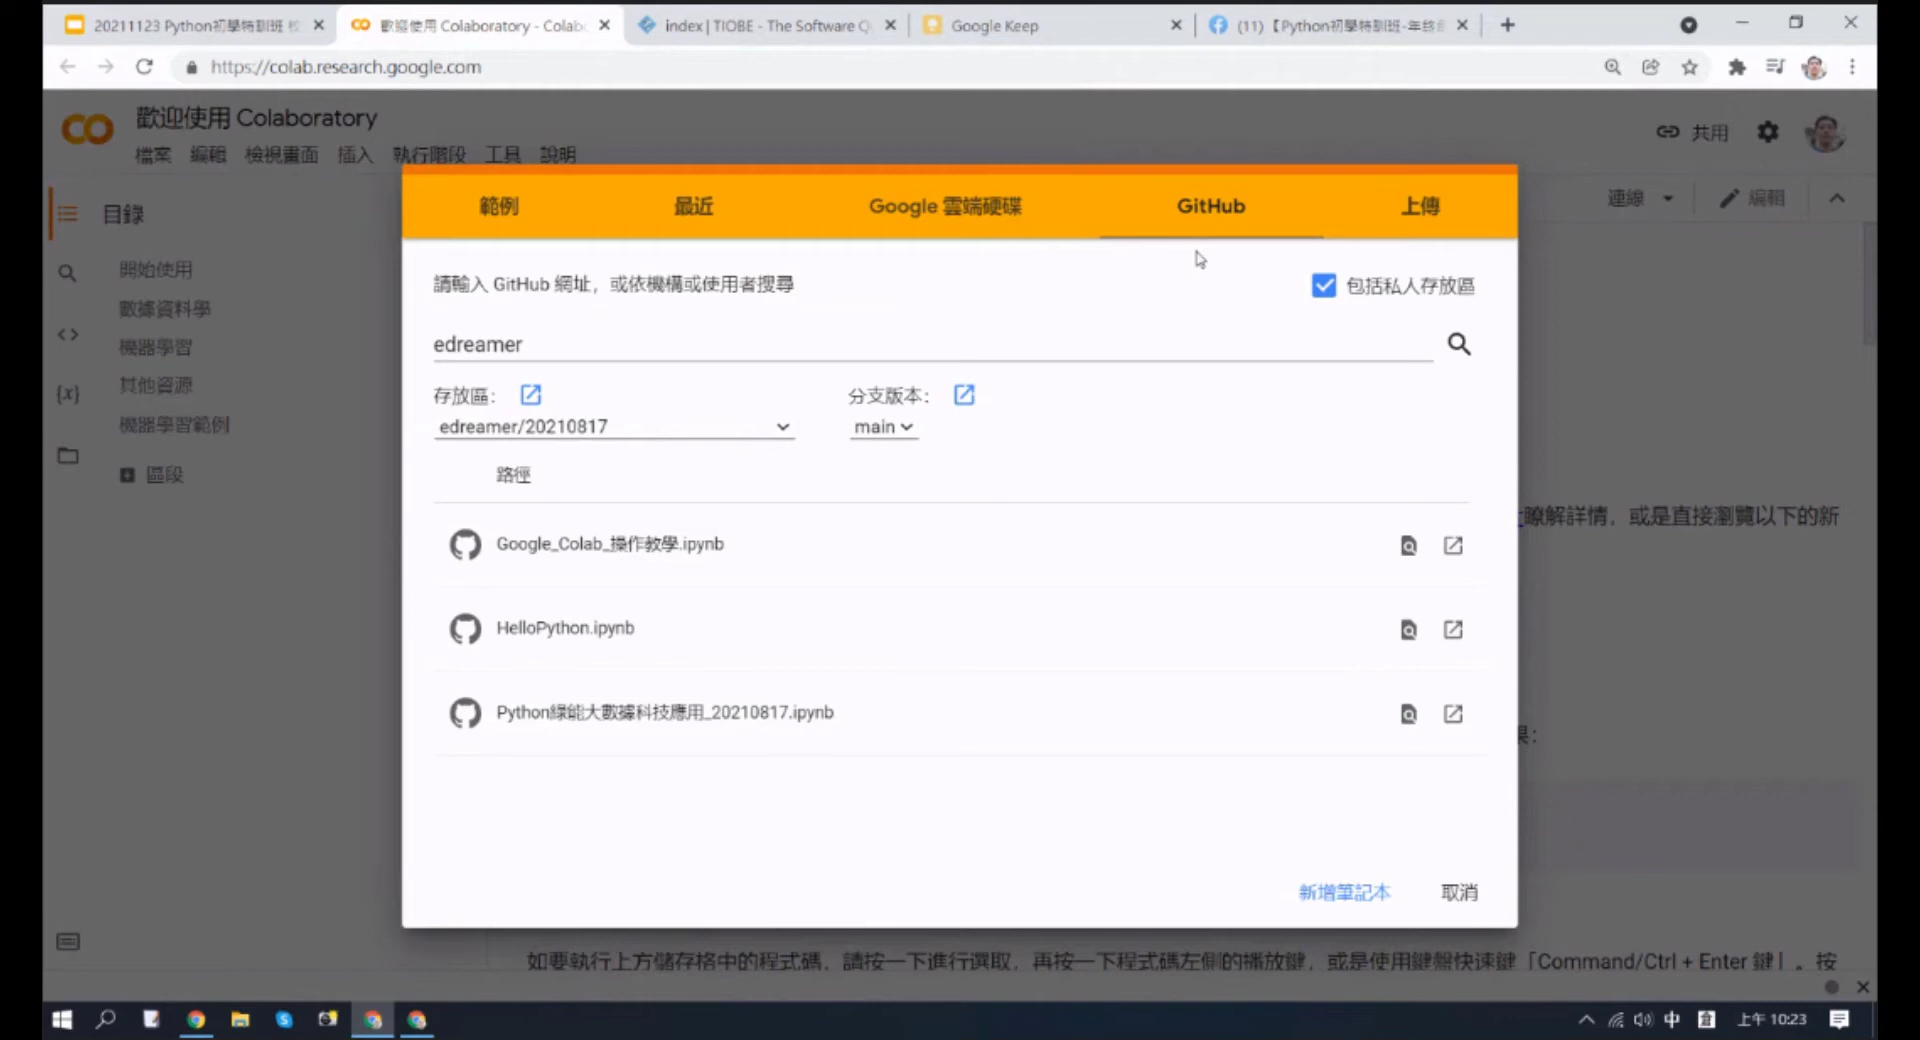 20211123 Python初學特訓班 校
歡迎使用 Colaboratory - Colabo
index | TIOBE - The Software Qu
Google Keep
(11)【Python初學特訓班-年終
https://colab.research.google.com
歡迎使用 Colaboratory
檔案 編輯 檢視畫面 插入 執行階段 工具 說明
共用
目錄
連線
編輯
開始使用
數據資料學
機器學習
其他資源
機器學習範例
區段
範例
最近
Google 雲端硬碟
GitHub
上傳
請輸入 GitHub 網址，或依機構或使用者搜尋
包括私人存放區
edreamer
存放區：
分支版本：
edreamer/20210817
main
路徑
Google_Colab_操作教學.ipynb
HelloPython.ipynb
Python綠能大數據科技應用_20210817.ipynb
瞭解詳情，或是直接瀏覽以下的新
果：
新增筆記本
取消
如要執行上方儲存格中的程式碼，請按一下進行選取，再按一下程式碼左側的播放鍵，或是使用鍵盤快速鍵「Command/Ctrl + Enter 鍵」。按
中
倉
上午 10:23